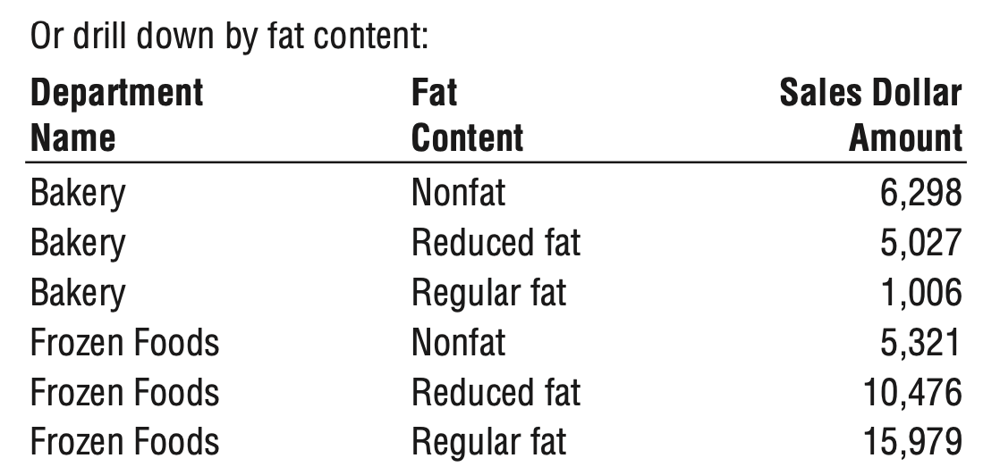 Or drill down by fat content:
Department Fat Sales Dollar
Name Content Amount
Bakery Nonfat 6,298
Bakery Reduced fat 5,027
Bakery Regular fat 1,006
Frozen Foods Nonfat 5,321
Frozen Foods Reduced fat 10,476
Frozen Foods Regular fat 15,979